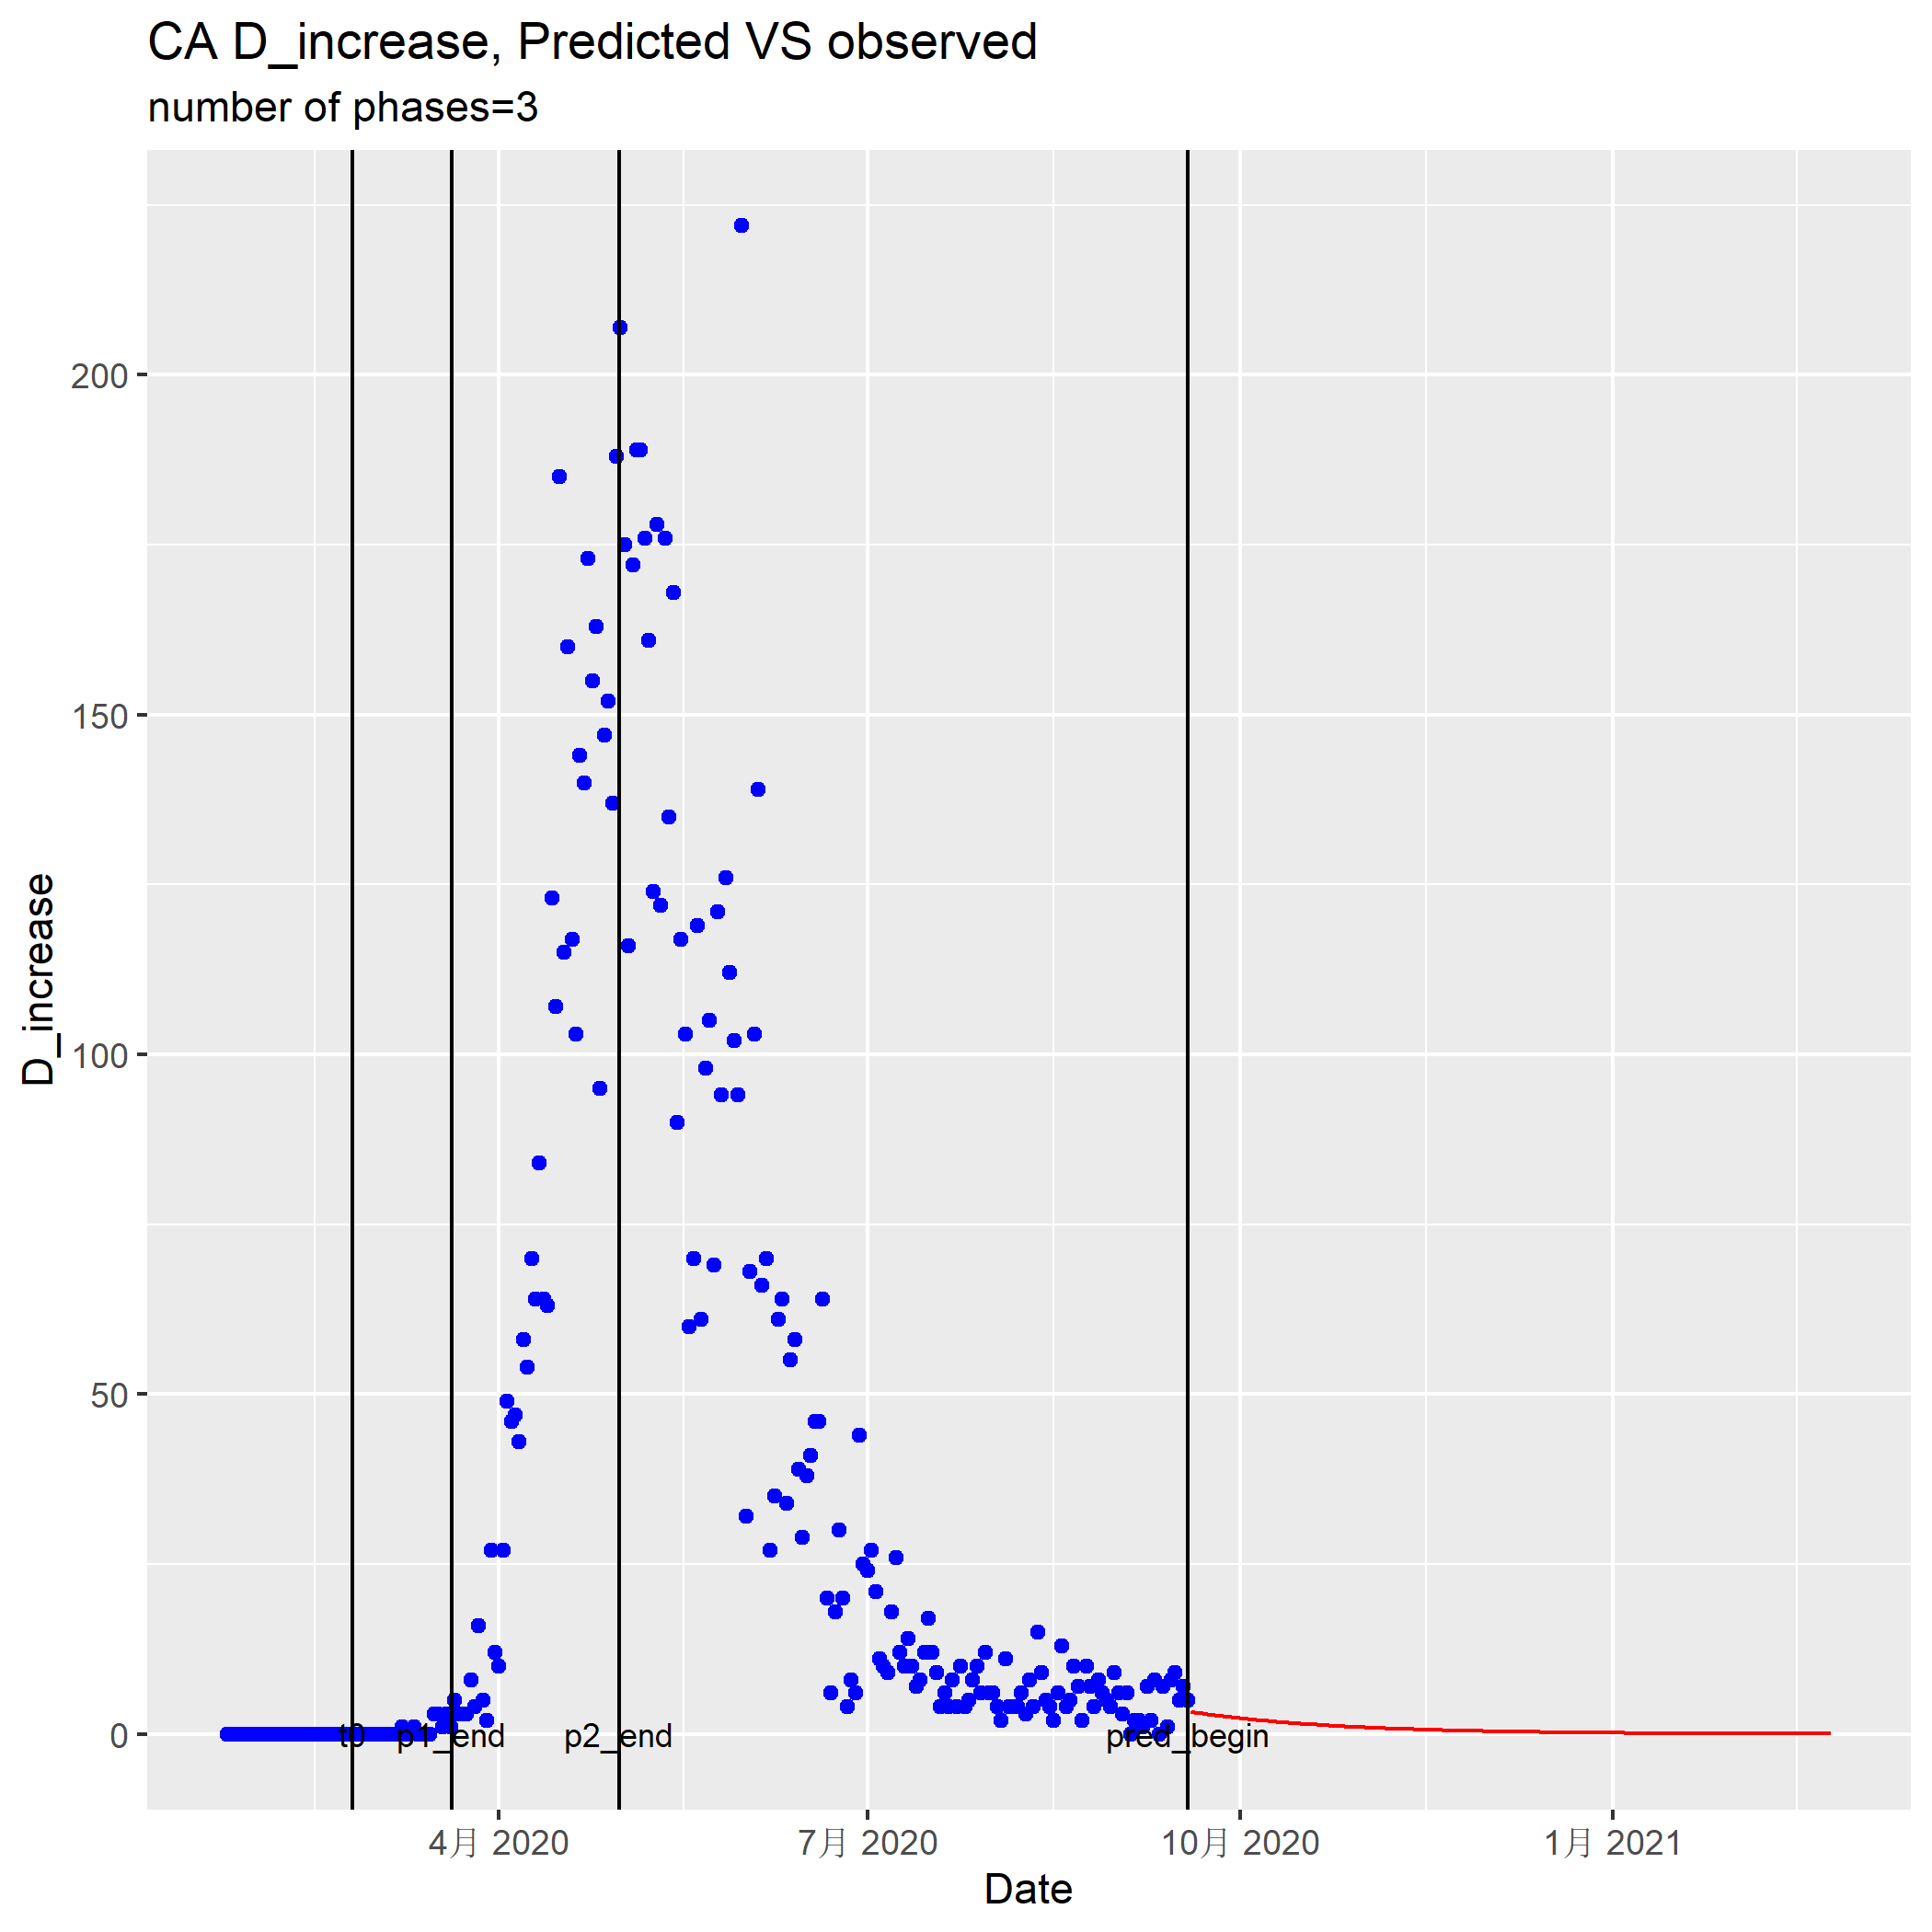 CA D_increase, Predicted VS observed
number of phases=3
D_increase
200
150
100
50
0
t0 p1_end p2_end pred_begin
4月 2020 7月 2020 10月 2020 1月 2021
Date